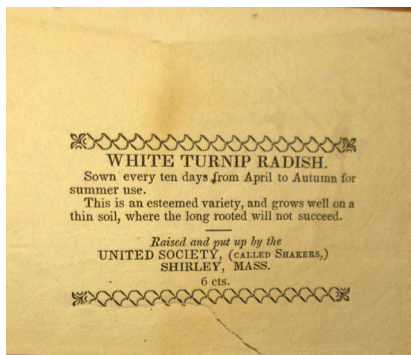 WHITE TURNIP RADISH.
Sown every ten days from April to Autumn for
summer use.
This is an esteemed variety, and grows well on a
thin soil, where the long rooted will not succeed.
Raised and put up by the
UNITED SOCIETY, (CALLED SHAKERS,)
SHIRLEY, MASS.
6 cts.